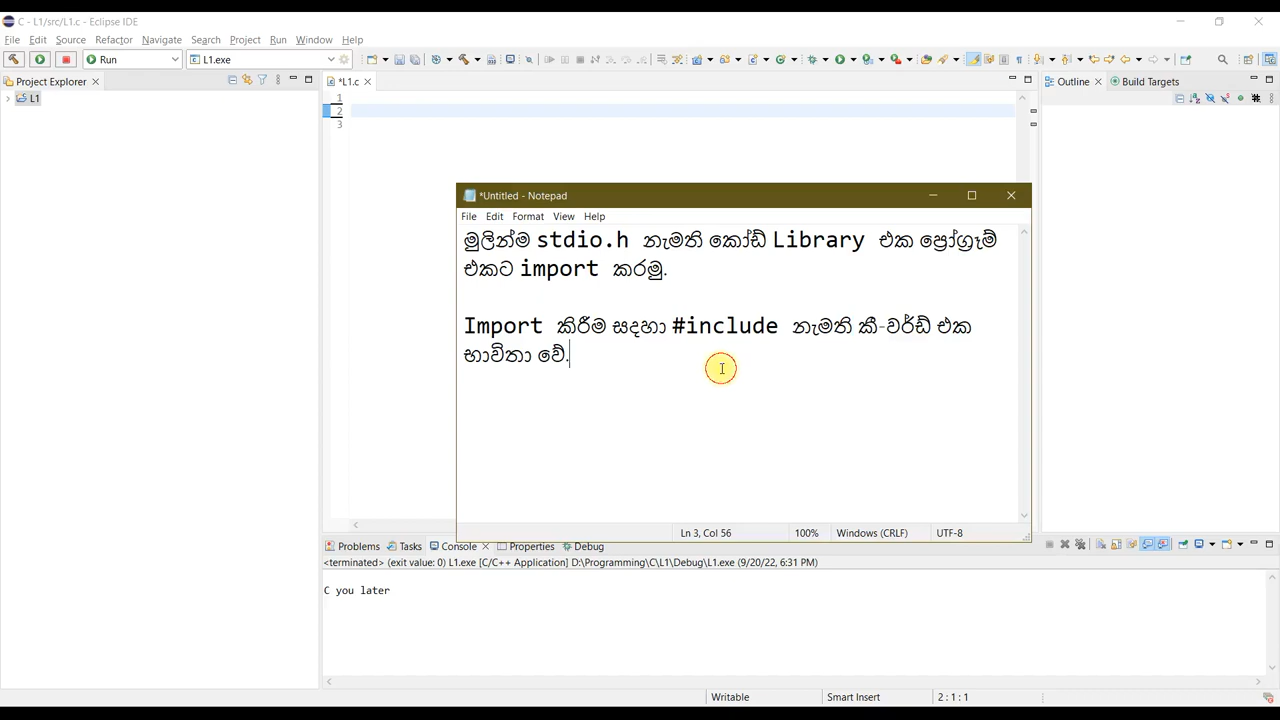 C - L1/src/L1.c - Eclipse IDE
File Edit Source Refactor Navigate Search Project Run Window Help
Run L1.exe
Project Explorer
*L1.c
Outline Build Targets
L1
1
2
3
*Untitled - Notepad
File Edit Format View Help
මුලින්ම stdio.h නැමති කෝඩ් Library එක ප්‍රෝග්‍රෑම්
එකට import කරමු.
Import කිරීම සදහා #include නැමති කී-වර්ඩ් එක
භාවිතා වේ.
Ln 3, Col 56 100% Windows (CRLF) UTF-8
Problems Tasks Console Properties Debug
<terminated> (exit value: 0) L1.exe [C/C++ Application] D:\Programming\C\L1\Debug\L1.exe (9/20/22, 6:31 PM)
C you later
Writable Smart Insert 2 : 1 : 1